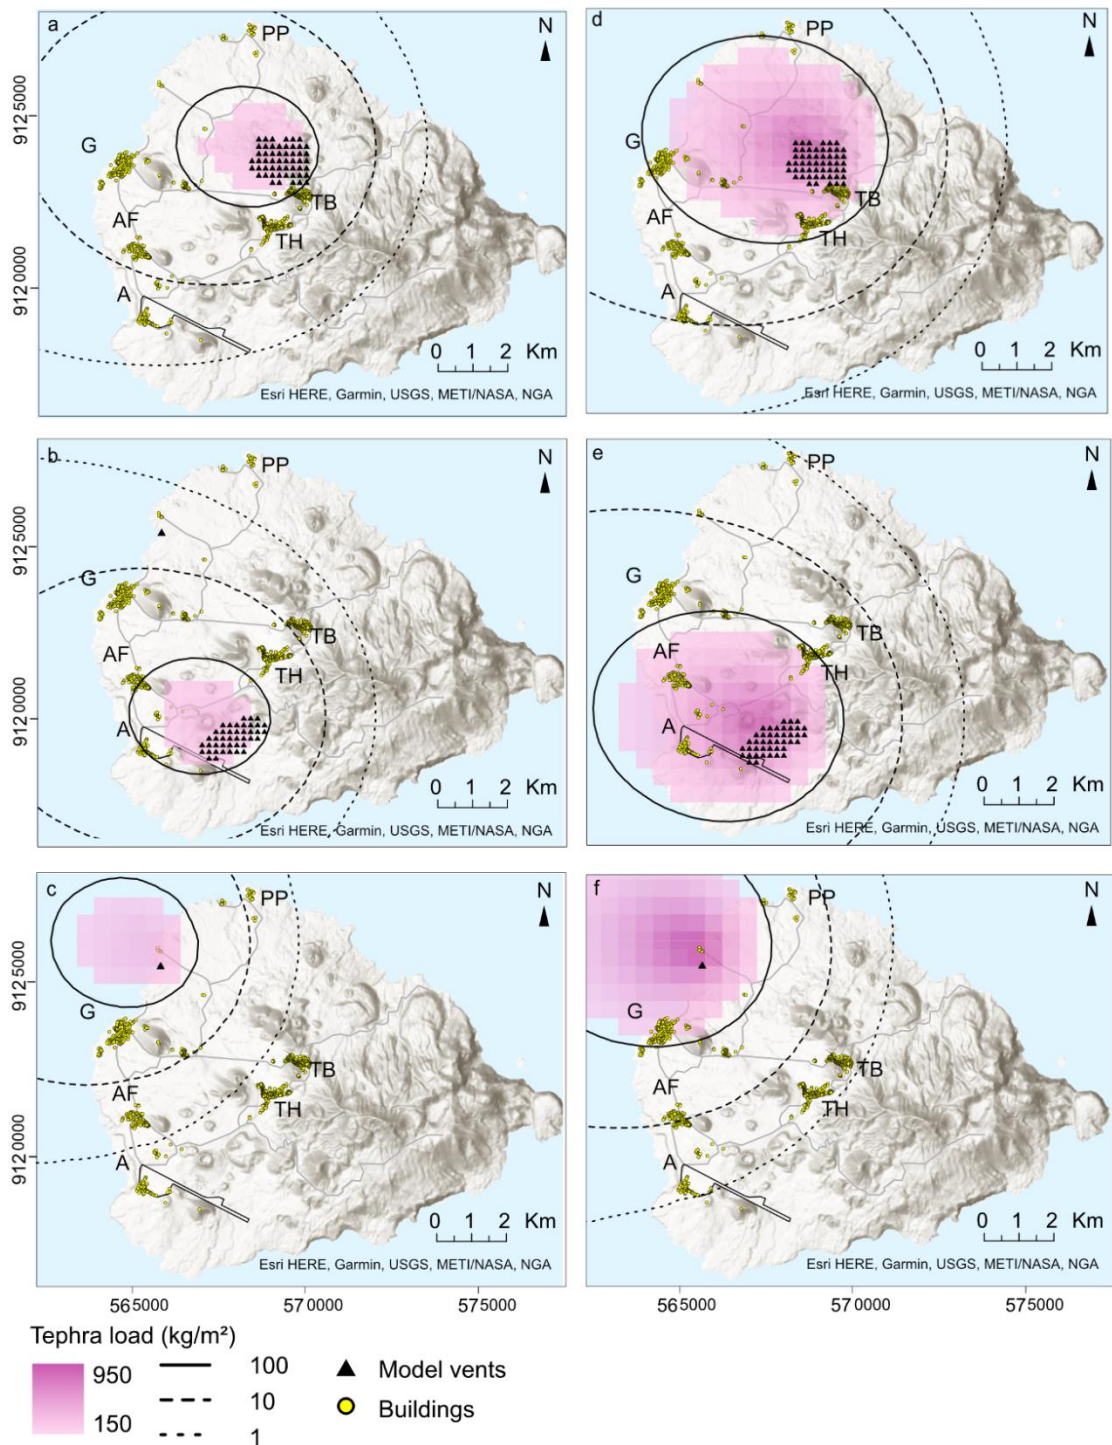 a
PP
N
G
TB
AF
TH
A
0 1 2 Km
Esri HERE, Garmin, USGS, METI/NASA, NGA
9125000
9120000
d
PP
N
G
TB
AF
TH
A
0 1 2 Km
Esri HERE, Garmin, USGS, METI/NASA, NGA
b
PP
N
G
TB
AF
TH
A
0 1 2 Km
Esri HERE, Garmin, USGS, METI/NASA, NGA
9125000
9120000
e
PP
N
G
TB
AF
TH
A
0 1 2 Km
Esri HERE, Garmin, USGS, METI/NASA, NGA
c
PP
N
G
TB
AF
TH
A
0 1 2 Km
Esri HERE, Garmin, USGS, METI/NASA, NGA
9125000
9120000
565000 570000 575000
f
PP
N
G
TB
AF
TH
A
0 1 2 Km
Esri HERE, Garmin, USGS, METI/NASA, NGA
565000 570000 575000
Tephra load (kg/m²)
950
150
100
10
1
Model vents
Buildings